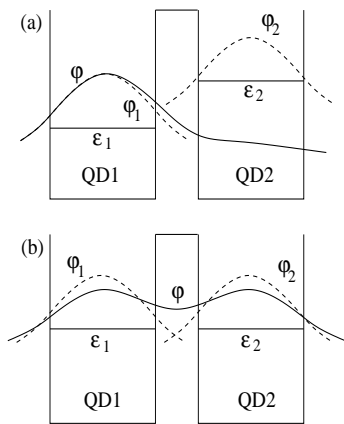 (a)
φ₂
φ
φ₁
ε₂
ε₁
QD1 QD2
(b)
φ₁ φ φ₂
ε₁ ε₂
QD1 QD2